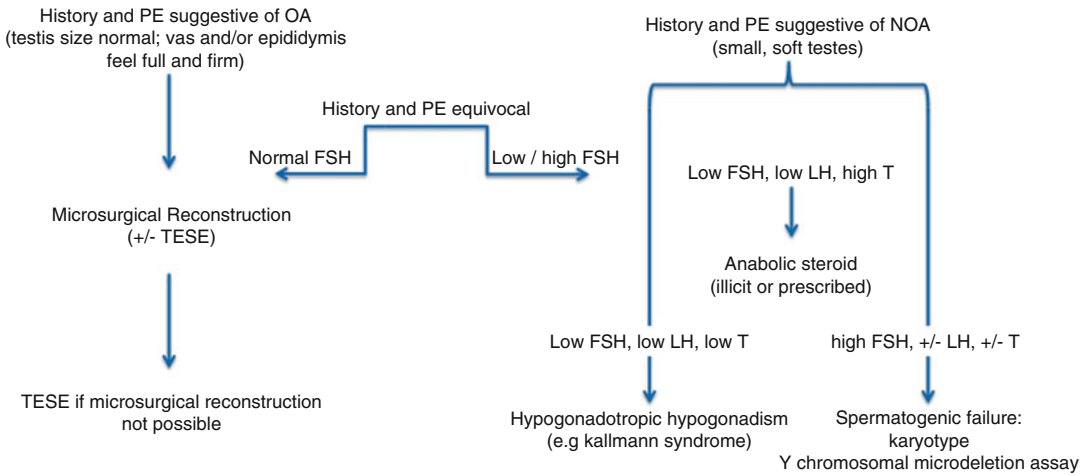 History and PE suggestive of OA
(testis size normal; vas and/or epididymis
feel full and firm)
History and PE suggestive of NOA
(small, soft testes)
History and PE equivocal
Normal FSH
Low / high FSH
Low FSH, low LH, high T
Microsurgical Reconstruction
(+/- TESE)
Anabolic steroid
(illicit or prescribed)
Low FSH, low LH, low T
high FSH, +/- LH, +/- T
TESE if microsurgical reconstruction
not possible
Hypogonadotropic hypogonadism
(e.g kallmann syndrome)
Spermatogenic failure:
karyotype
Y chromosomal microdeletion assay